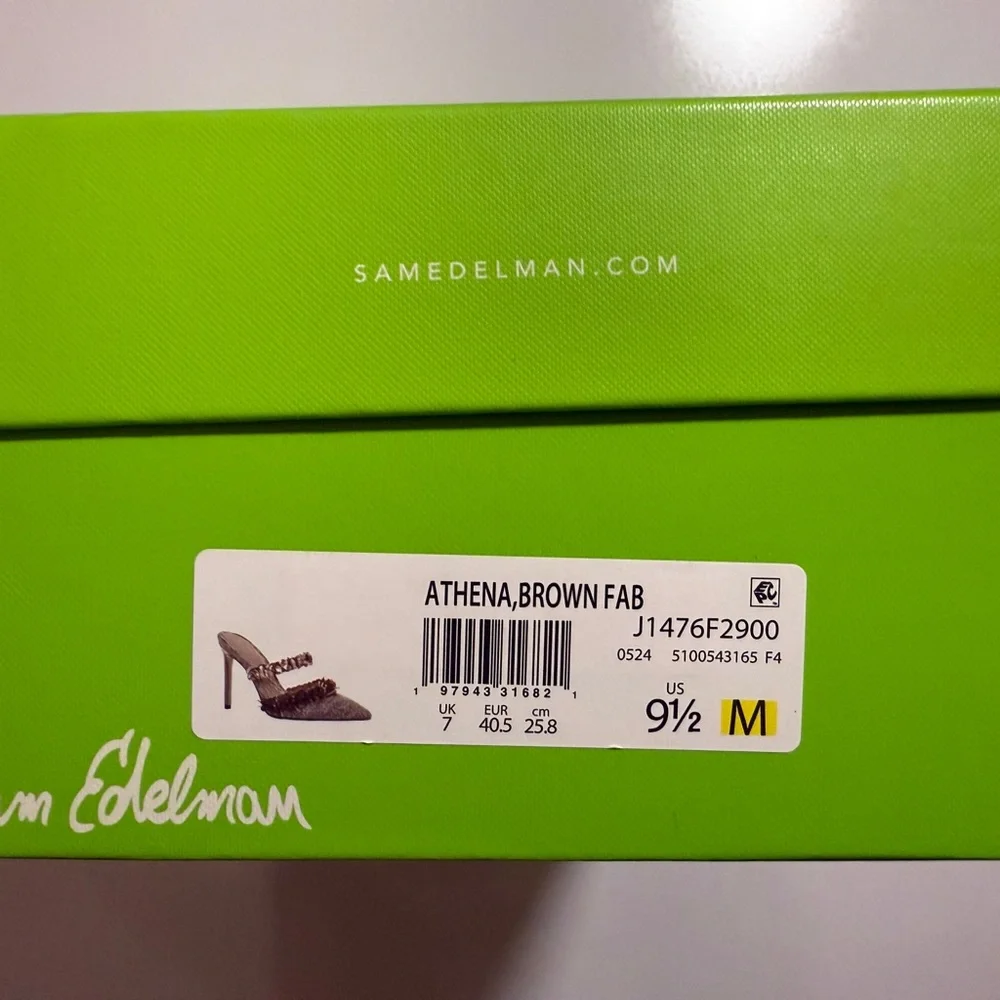 SAMEDELMAN.COM
ATHENA,BROWN FAB
J1476F2900
0524 5100543165 F4
1 97943 31682 1
UK EUR cm
7 40.5 25.8
US
9½ M
Edelman